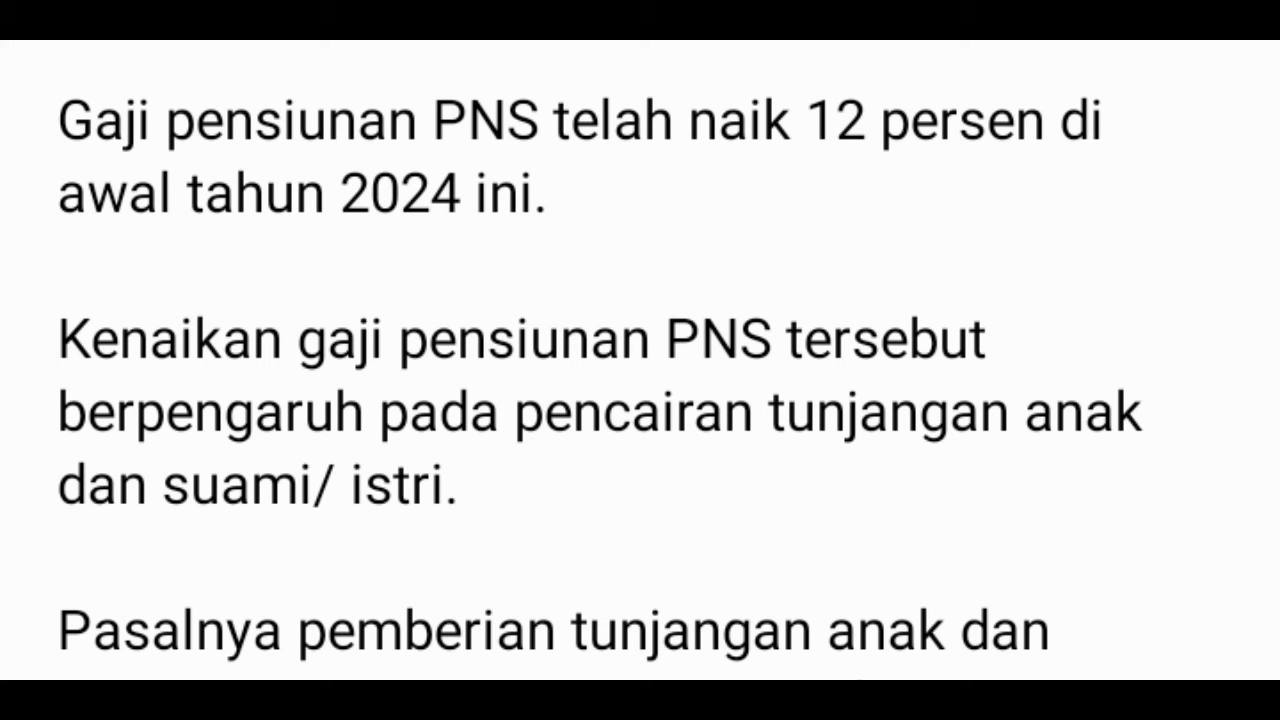 Gaji pensiunan PNS telah naik 12 persen di
awal tahun 2024 ini.
Kenaikan gaji pensiunan PNS tersebut
berpengaruh pada pencairan tunjangan anak
dan suami/ istri.
Pasalnya pemberian tunjangan anak dan